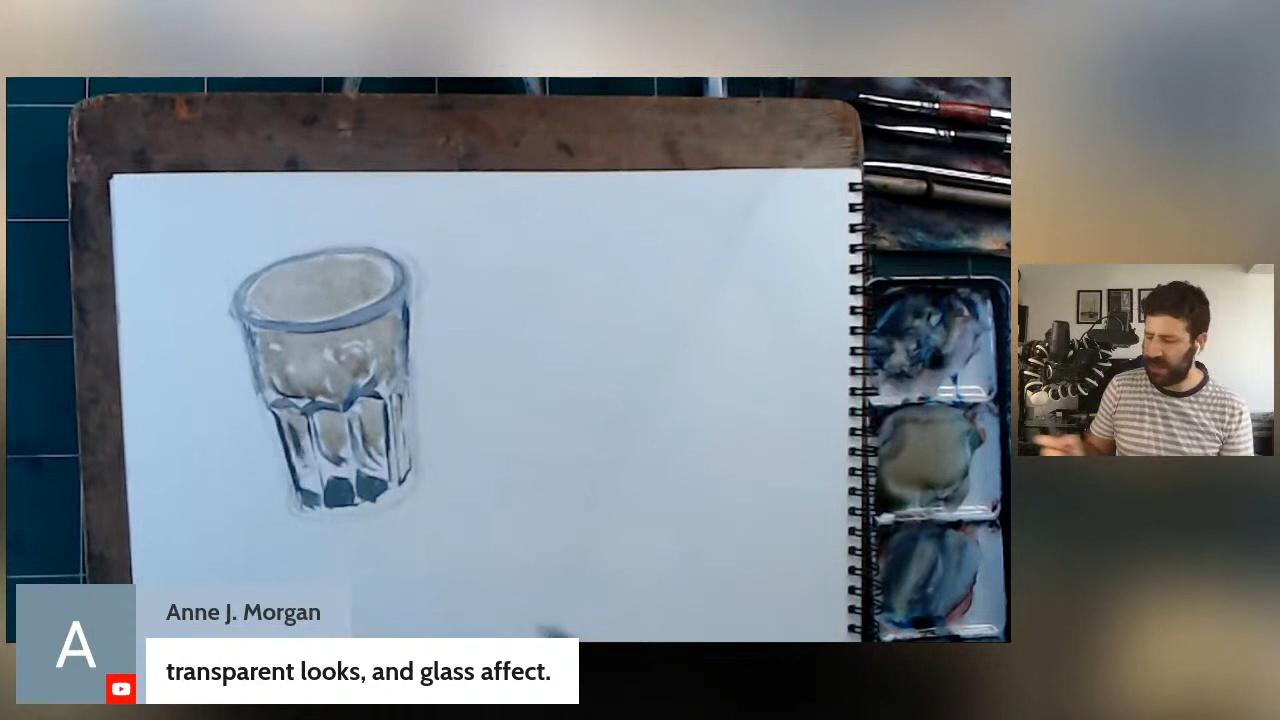 A
Anne J. Morgan
transparent looks, and glass affect.